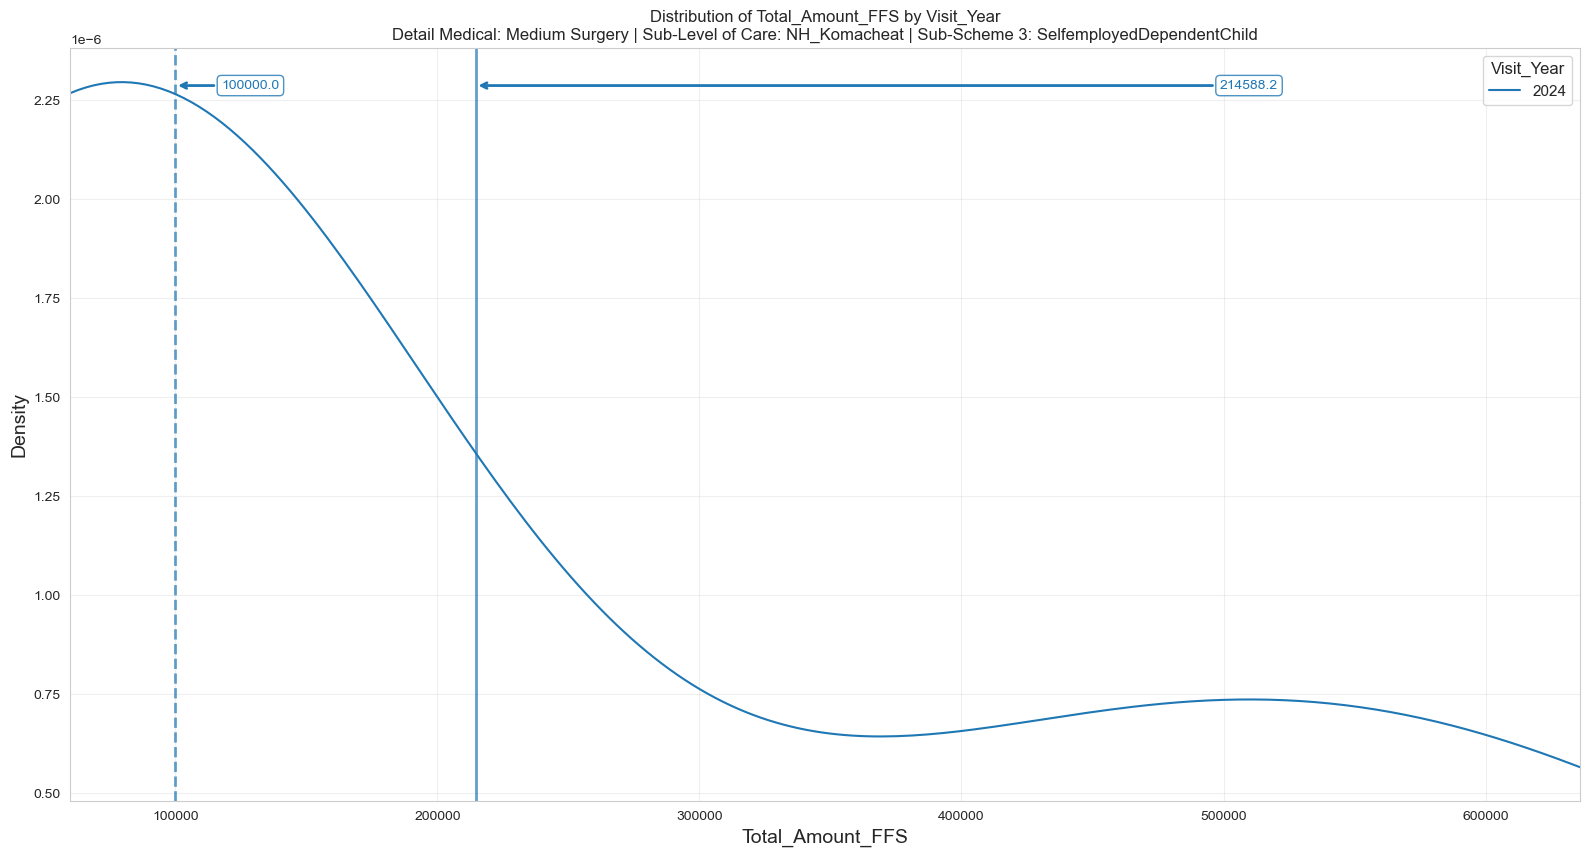 Distribution of Total_Amount_FFS by Visit_Year
Detail Medical: Medium Surgery | Sub-Level of Care: NH_Komacheat | Sub-Scheme 3: SelfemployedDependentChild
1e−6
Visit_Year
2024
100000.0
214588.2
2.25
2.00
1.75
1.50
1.25
1.00
0.75
0.50
Density
100000
200000
300000
400000
500000
600000
Total_Amount_FFS